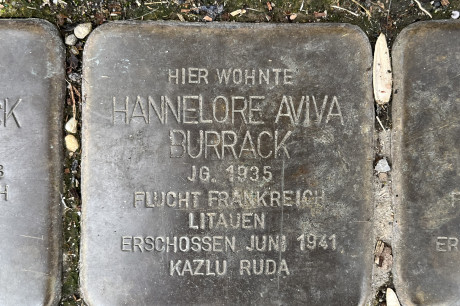 HIER WOHNTE
HANNELORE AVIVA
BURRACK
JG. 1935
FLUCHT FRANKREICH
LITAUEN
ERSCHOSSEN JUNI 1941
KAZLU RUDA